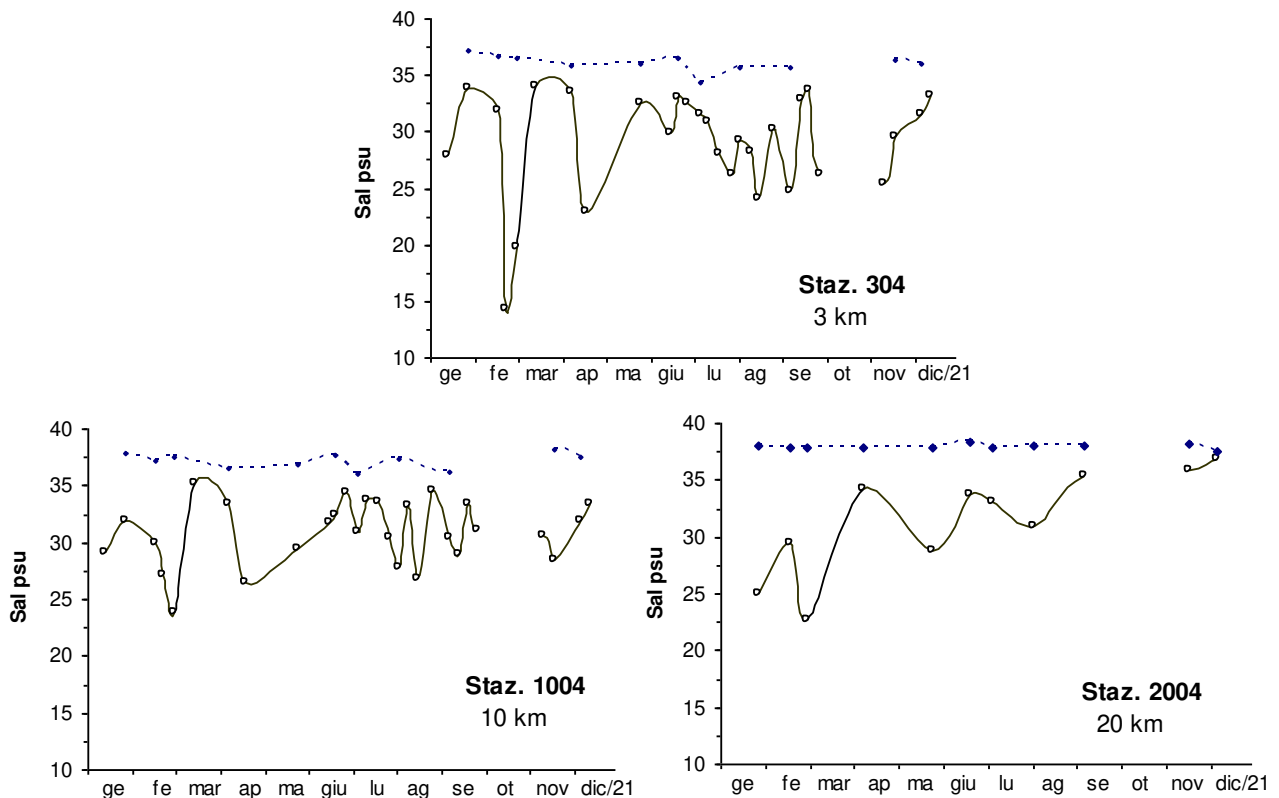 40
35
30
25
20
15
10
Sal psu
Staz. 304
3 km
ge fe mar ap ma giu lu ag se ot nov dic/21
40
35
30
25
20
15
10
Sal psu
Staz. 1004
10 km
ge fe mar ap ma giu lu ag se ot nov dic/21
40
35
30
25
20
15
10
Sal psu
Staz. 2004
20 km
ge fe mar ap ma giu lu ag se ot nov dic/21